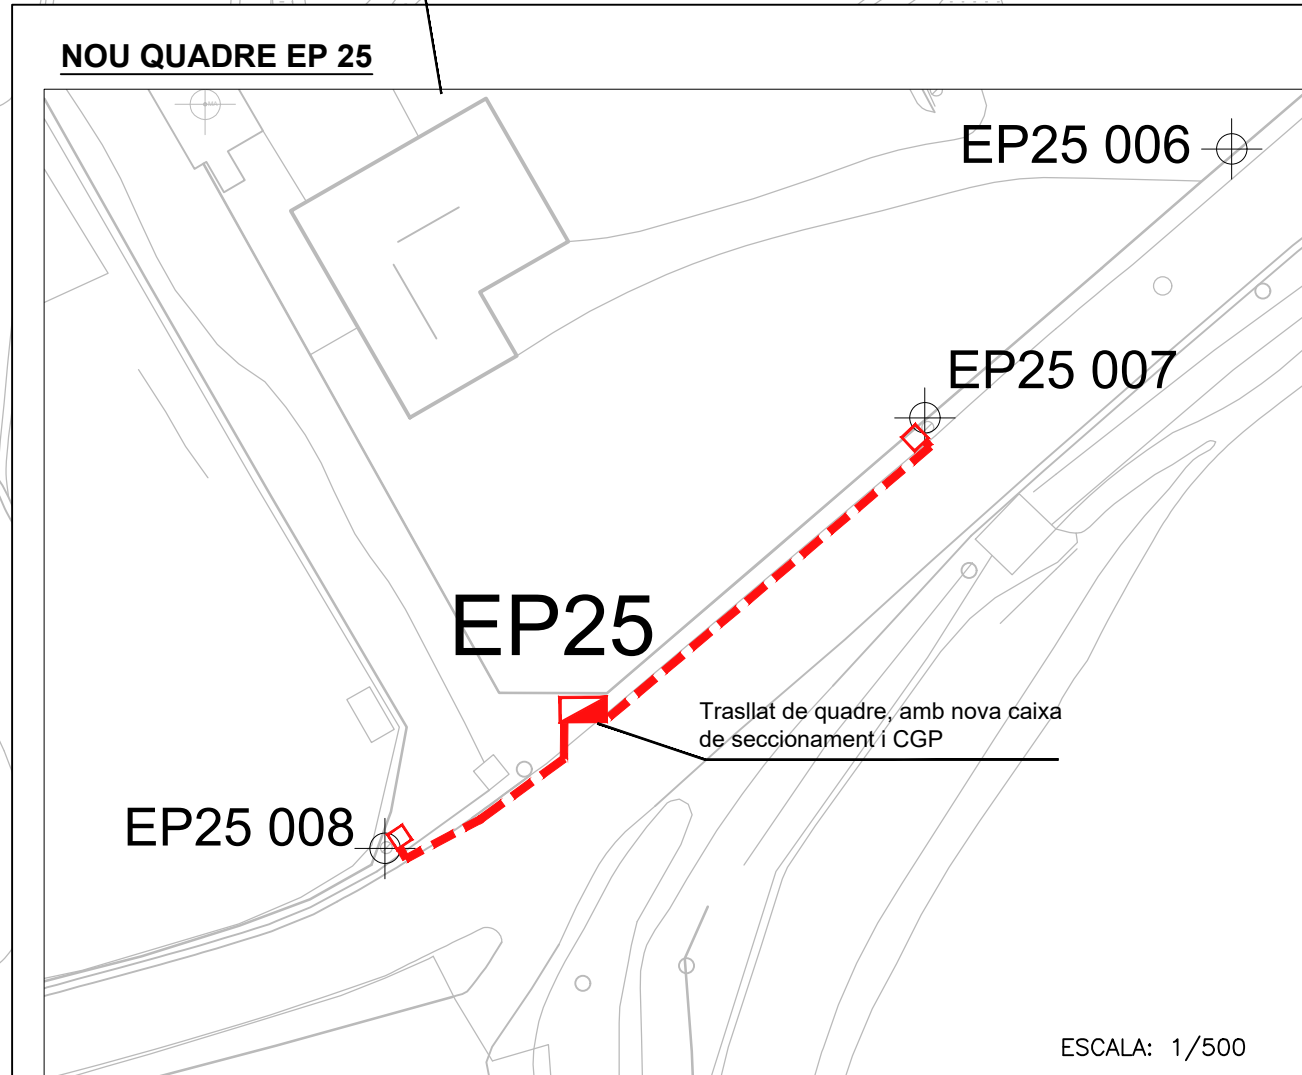 NOU QUADRE EP 25
EP25 006
EP25 007
EP25
Trasllat de quadre, amb nova caixa
de seccionament i CGP
EP25 008
ESCALA: 1/500